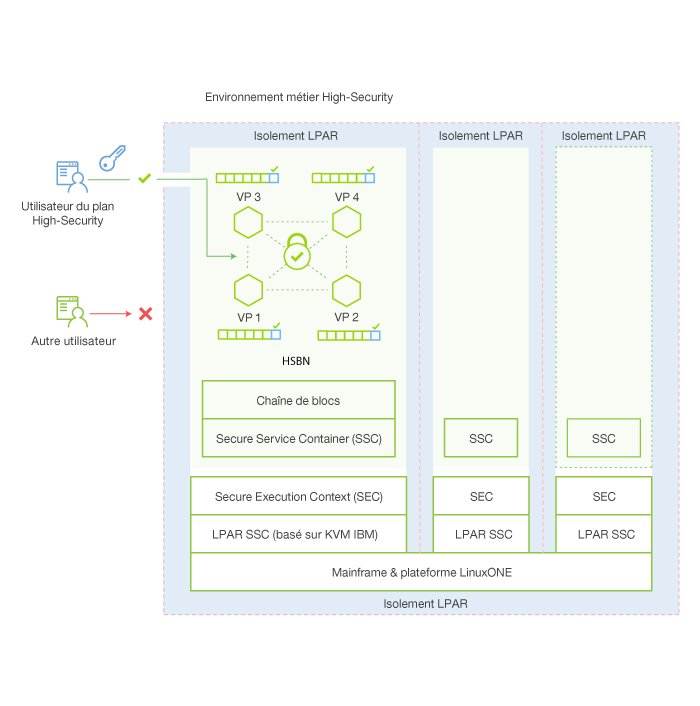 Environnement métier High-Security
Isolement LPAR
Isolement LPAR
Isolement LPAR
Utilisateur du plan
High-Security
VP 3
VP 4
VP 1
VP 2
Autre utilisateur
HSBN
Chaîne de blocs
Secure Service Container (SSC)
SSC
SSC
Secure Execution Context (SEC)
SEC
SEC
LPAR SSC (basé sur KVM IBM)
LPAR SSC
LPAR SSC
Mainframe & plateforme LinuxONE
Isolement LPAR